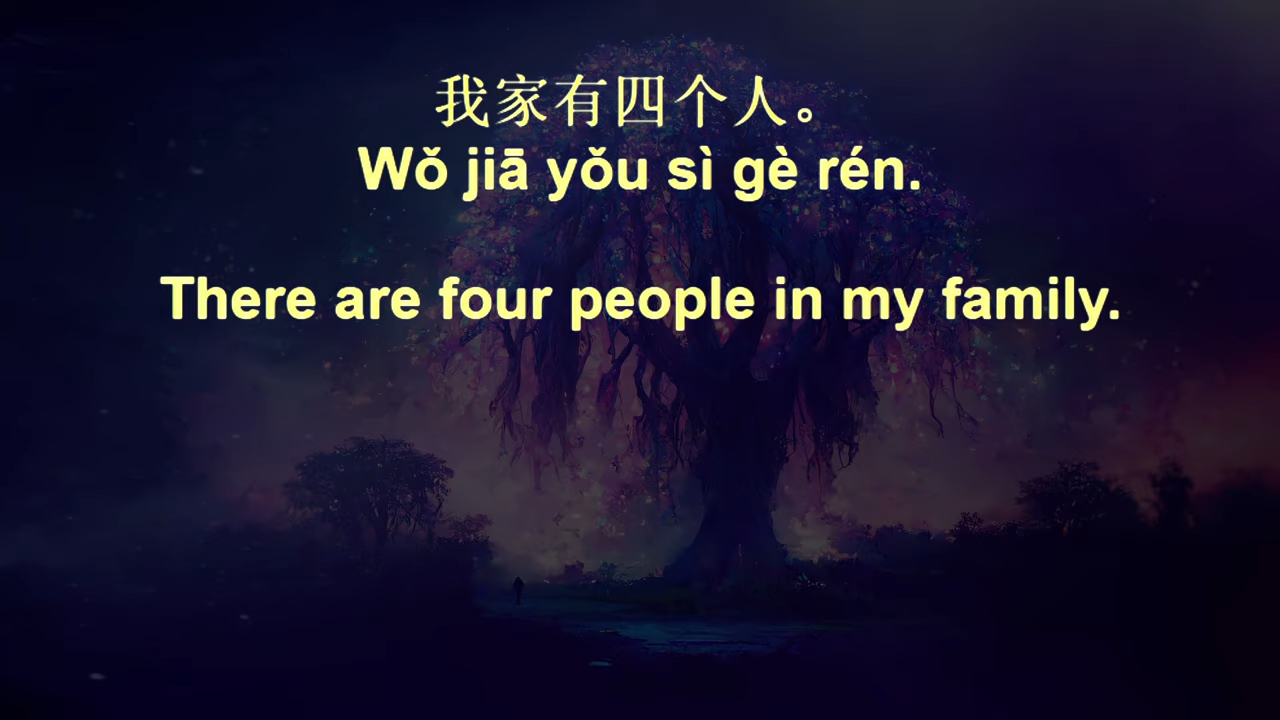 我家有四个人。
Wǒ jiā yǒu sì gè rén.
There are four people in my family.